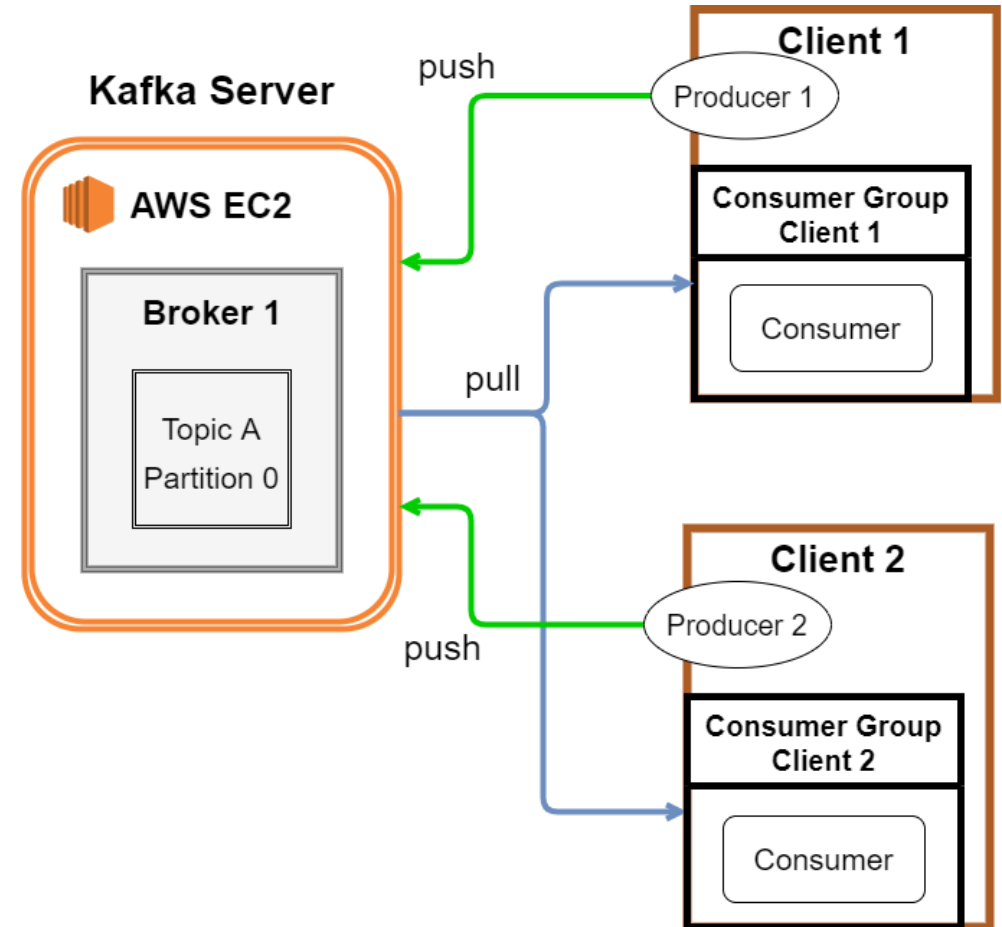 Kafka Server
AWS EC2
Broker 1
Topic A
Partition 0
push
pull
push
Client 1
Producer 1
Consumer Group
Client 1
Consumer
Client 2
Producer 2
Consumer Group
Client 2
Consumer